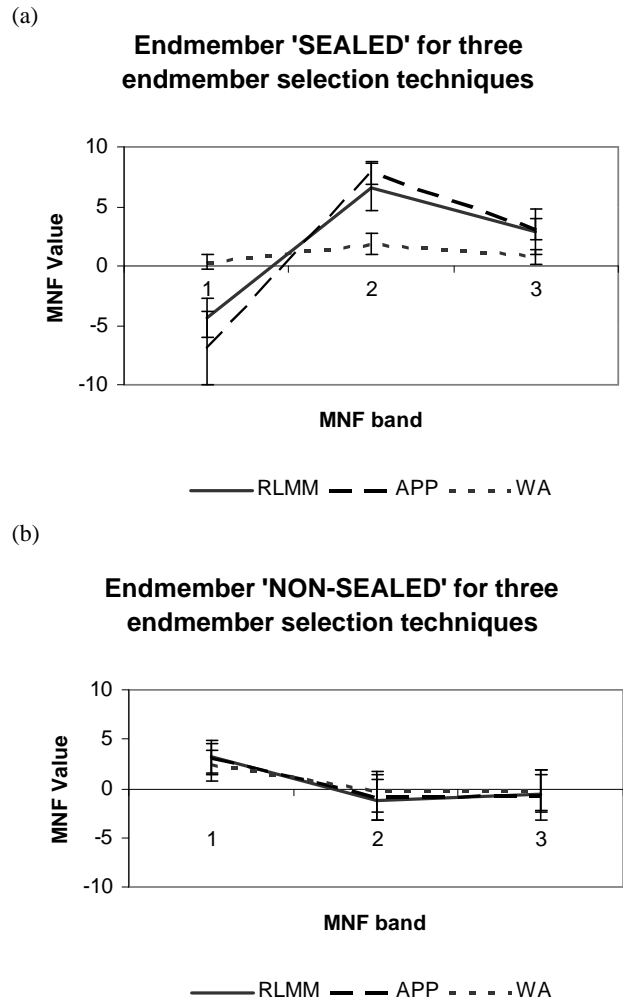 (a)
Endmember 'SEALED' for three
endmember selection techniques
10
5
0
-5
-10
MNF Value
1 2 3
MNF band
RLMM APP WA
(b)
Endmember 'NON-SEALED' for three
endmember selection techniques
10
5
0
-5
-10
MNF Value
1 2 3
MNF band
RLMM APP WA